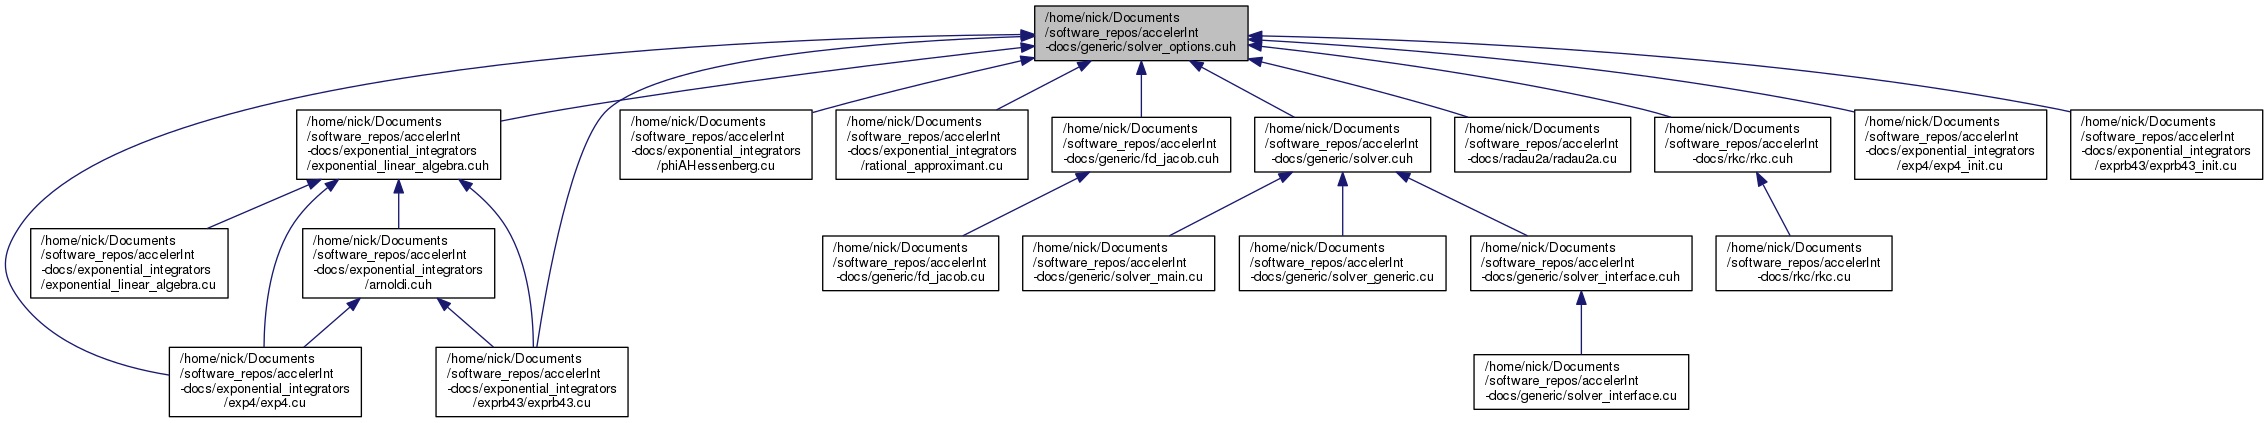 /home/nick/Documents
/software_repos/accelerInt
-docs/generic/solver_options.cuh
/home/nick/Documents
/software_repos/accelerInt
-docs/exponential_integrators
/exponential_linear_algebra.cuh
/home/nick/Documents
/software_repos/accelerInt
-docs/exponential_integrators
/phiAHessenberg.cu
/home/nick/Documents
/software_repos/accelerInt
-docs/exponential_integrators
/rational_approximant.cu
/home/nick/Documents
/software_repos/accelerInt
-docs/generic/fd_jacob.cuh
/home/nick/Documents
/software_repos/accelerInt
-docs/generic/solver.cuh
/home/nick/Documents
/software_repos/accelerInt
-docs/radau2a/radau2a.cu
/home/nick/Documents
/software_repos/accelerInt
-docs/rkc/rkc.cuh
/home/nick/Documents
/software_repos/accelerInt
-docs/exponential_integrators
/exp4/exp4_init.cu
/home/nick/Documents
/software_repos/accelerInt
-docs/exponential_integrators
/exprb43/exprb43_init.cu
/home/nick/Documents
/software_repos/accelerInt
-docs/exponential_integrators
/exponential_linear_algebra.cu
/home/nick/Documents
/software_repos/accelerInt
-docs/exponential_integrators
/arnoldi.cuh
/home/nick/Documents
/software_repos/accelerInt
-docs/generic/fd_jacob.cu
/home/nick/Documents
/software_repos/accelerInt
-docs/generic/solver_main.cu
/home/nick/Documents
/software_repos/accelerInt
-docs/generic/solver_generic.cu
/home/nick/Documents
/software_repos/accelerInt
-docs/generic/solver_interface.cuh
/home/nick/Documents
/software_repos/accelerInt
-docs/rkc/rkc.cu
/home/nick/Documents
/software_repos/accelerInt
-docs/exponential_integrators
/exp4/exp4.cu
/home/nick/Documents
/software_repos/accelerInt
-docs/exponential_integrators
/exprb43/exprb43.cu
/home/nick/Documents
/software_repos/accelerInt
-docs/generic/solver_interface.cu